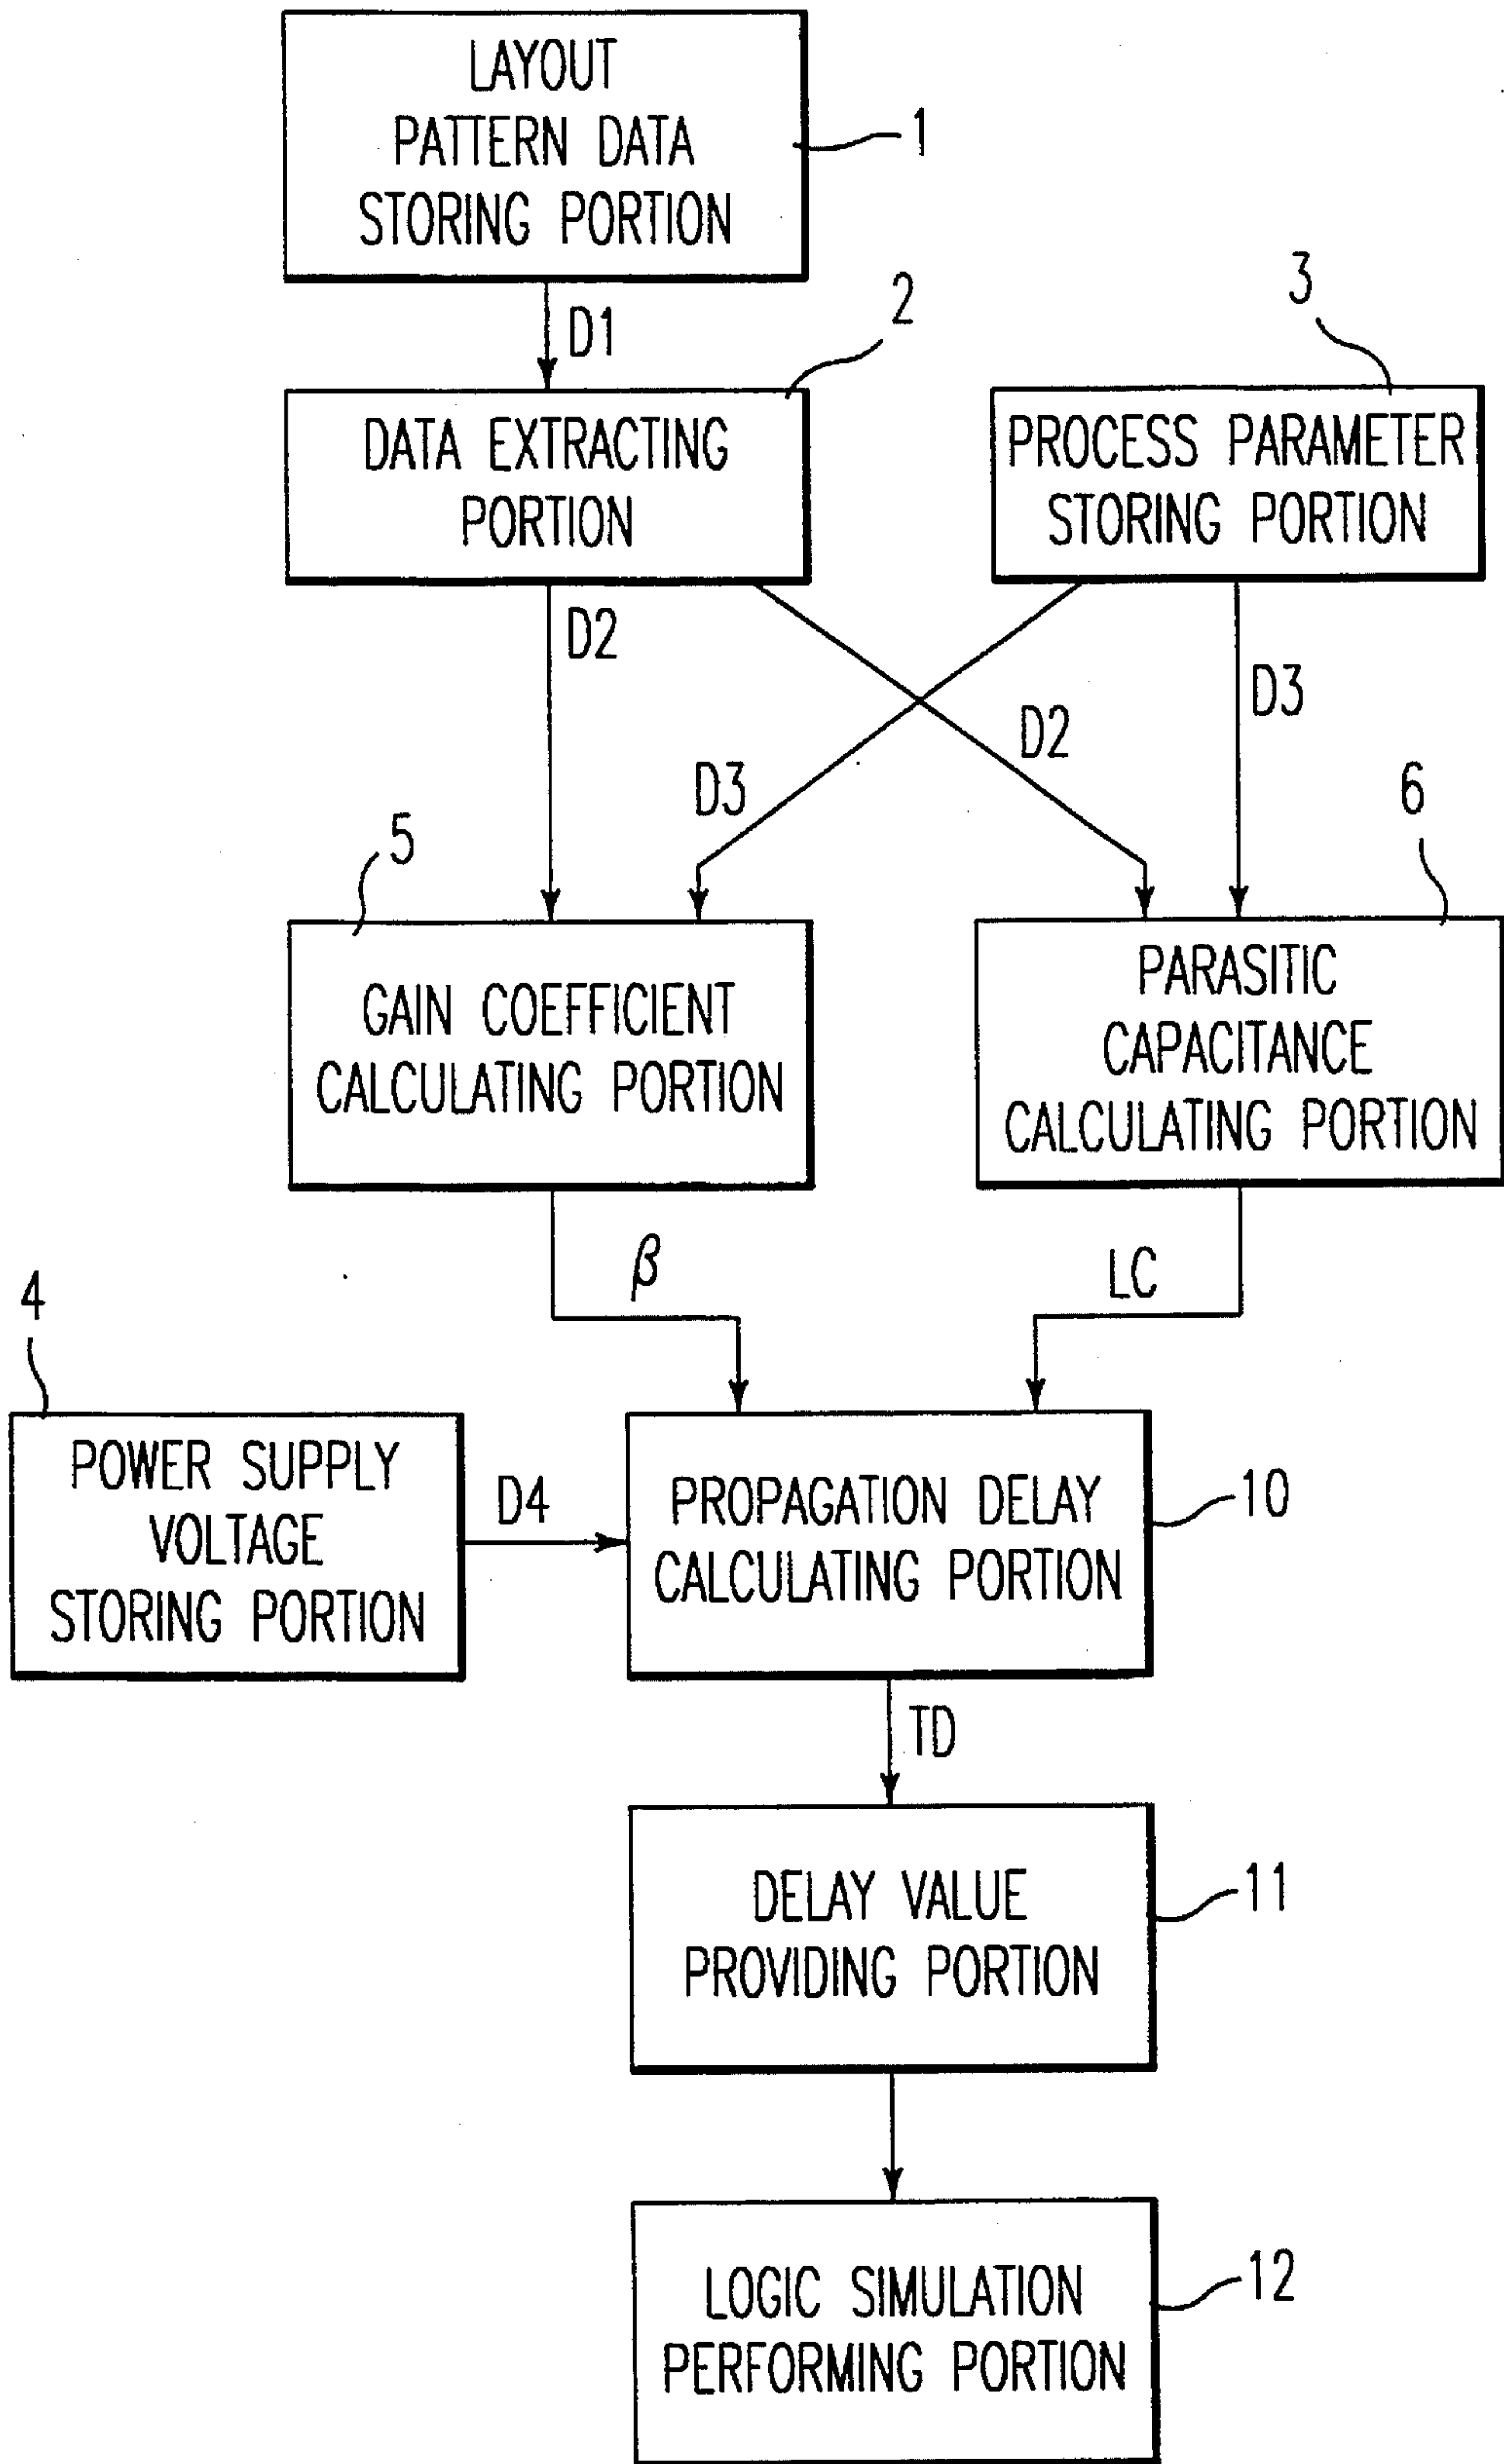 LAYOUT
PATTERN DATA
STORING PORTION
1
D1
2
3
DATA EXTRACTING
PORTION
PROCESS PARAMETER
STORING PORTION
D2
D3
D2
D3
5
6
GAIN COEFFICIENT
CALCULATING PORTION
PARASITIC
CAPACITANCE
CALCULATING PORTION
β
LC
4
POWER SUPPLY
VOLTAGE
STORING PORTION
D4
PROPAGATION DELAY
CALCULATING PORTION
10
TD
DELAY VALUE
PROVIDING PORTION
11
LOGIC SIMULATION
PERFORMING PORTION
12